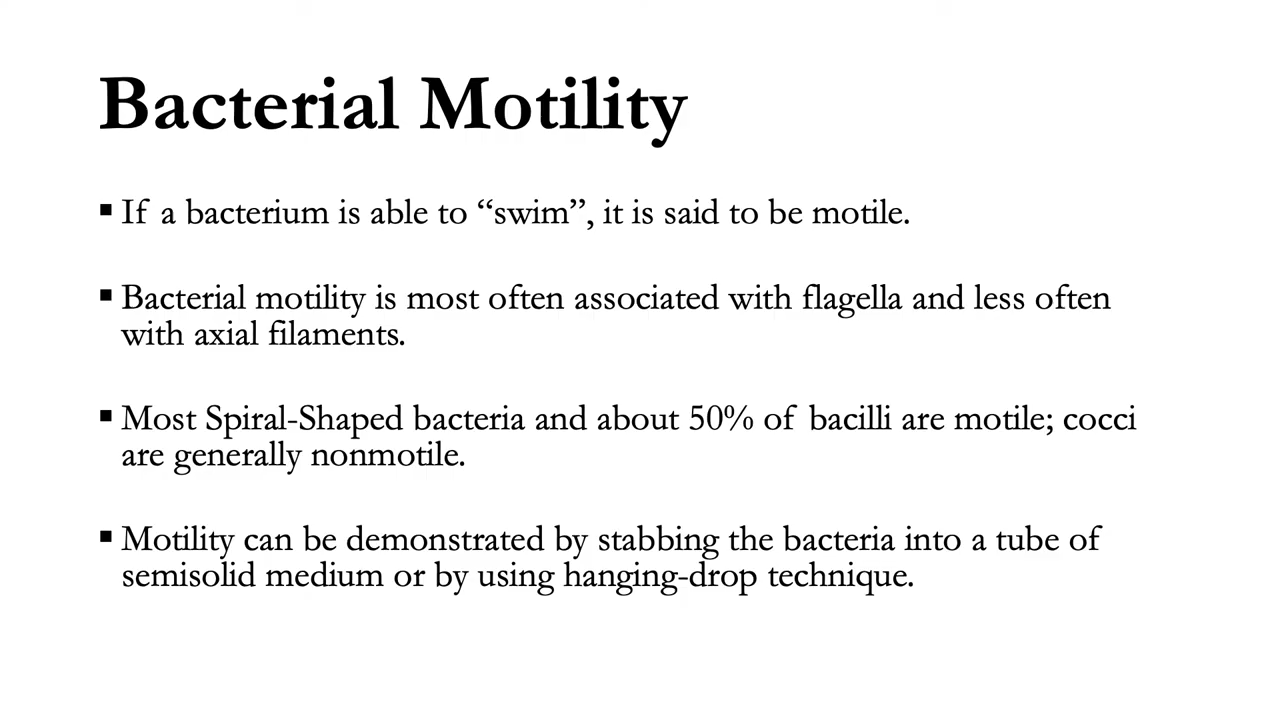 Bacterial Motility
▪ If a bacterium is able to “swim”, it is said to be motile.
▪ Bacterial motility is most often associated with flagella and less often
with axial filaments.
▪ Most Spiral-Shaped bacteria and about 50% of bacilli are motile; cocci
are generally nonmotile.
▪ Motility can be demonstrated by stabbing the bacteria into a tube of
semisolid medium or by using hanging-drop technique.